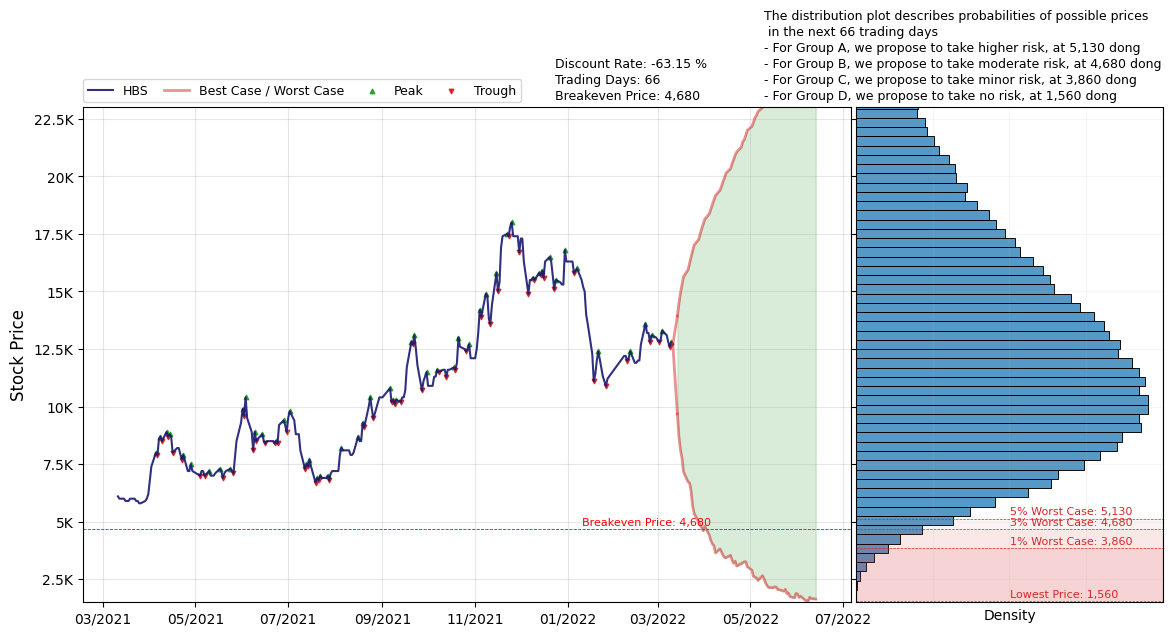 The distribution plot describes probabilities of possible prices
in the next 66 trading days
- For Group A, we propose to take higher risk, at 5,130 dong
- For Group B, we propose to take moderate risk, at 4,680 dong
- For Group C, we propose to take minor risk, at 3,860 dong
- For Group D, we propose to take no risk, at 1,560 dong
Discount Rate: -63.15 %
Trading Days: 66
Breakeven Price: 4,680
HBS
Best Case / Worst Case
Peak
Trough
Stock Price
22.5K
20K
17.5K
15K
12.5K
10K
7.5K
5K
2.5K
Breakeven Price: 4,680
5% Worst Case: 5,130
3% Worst Case: 4,680
1% Worst Case: 3,860
Lowest Price: 1,560
03/2021
05/2021
07/2021
09/2021
11/2021
01/2022
03/2022
05/2022
07/2022
Density